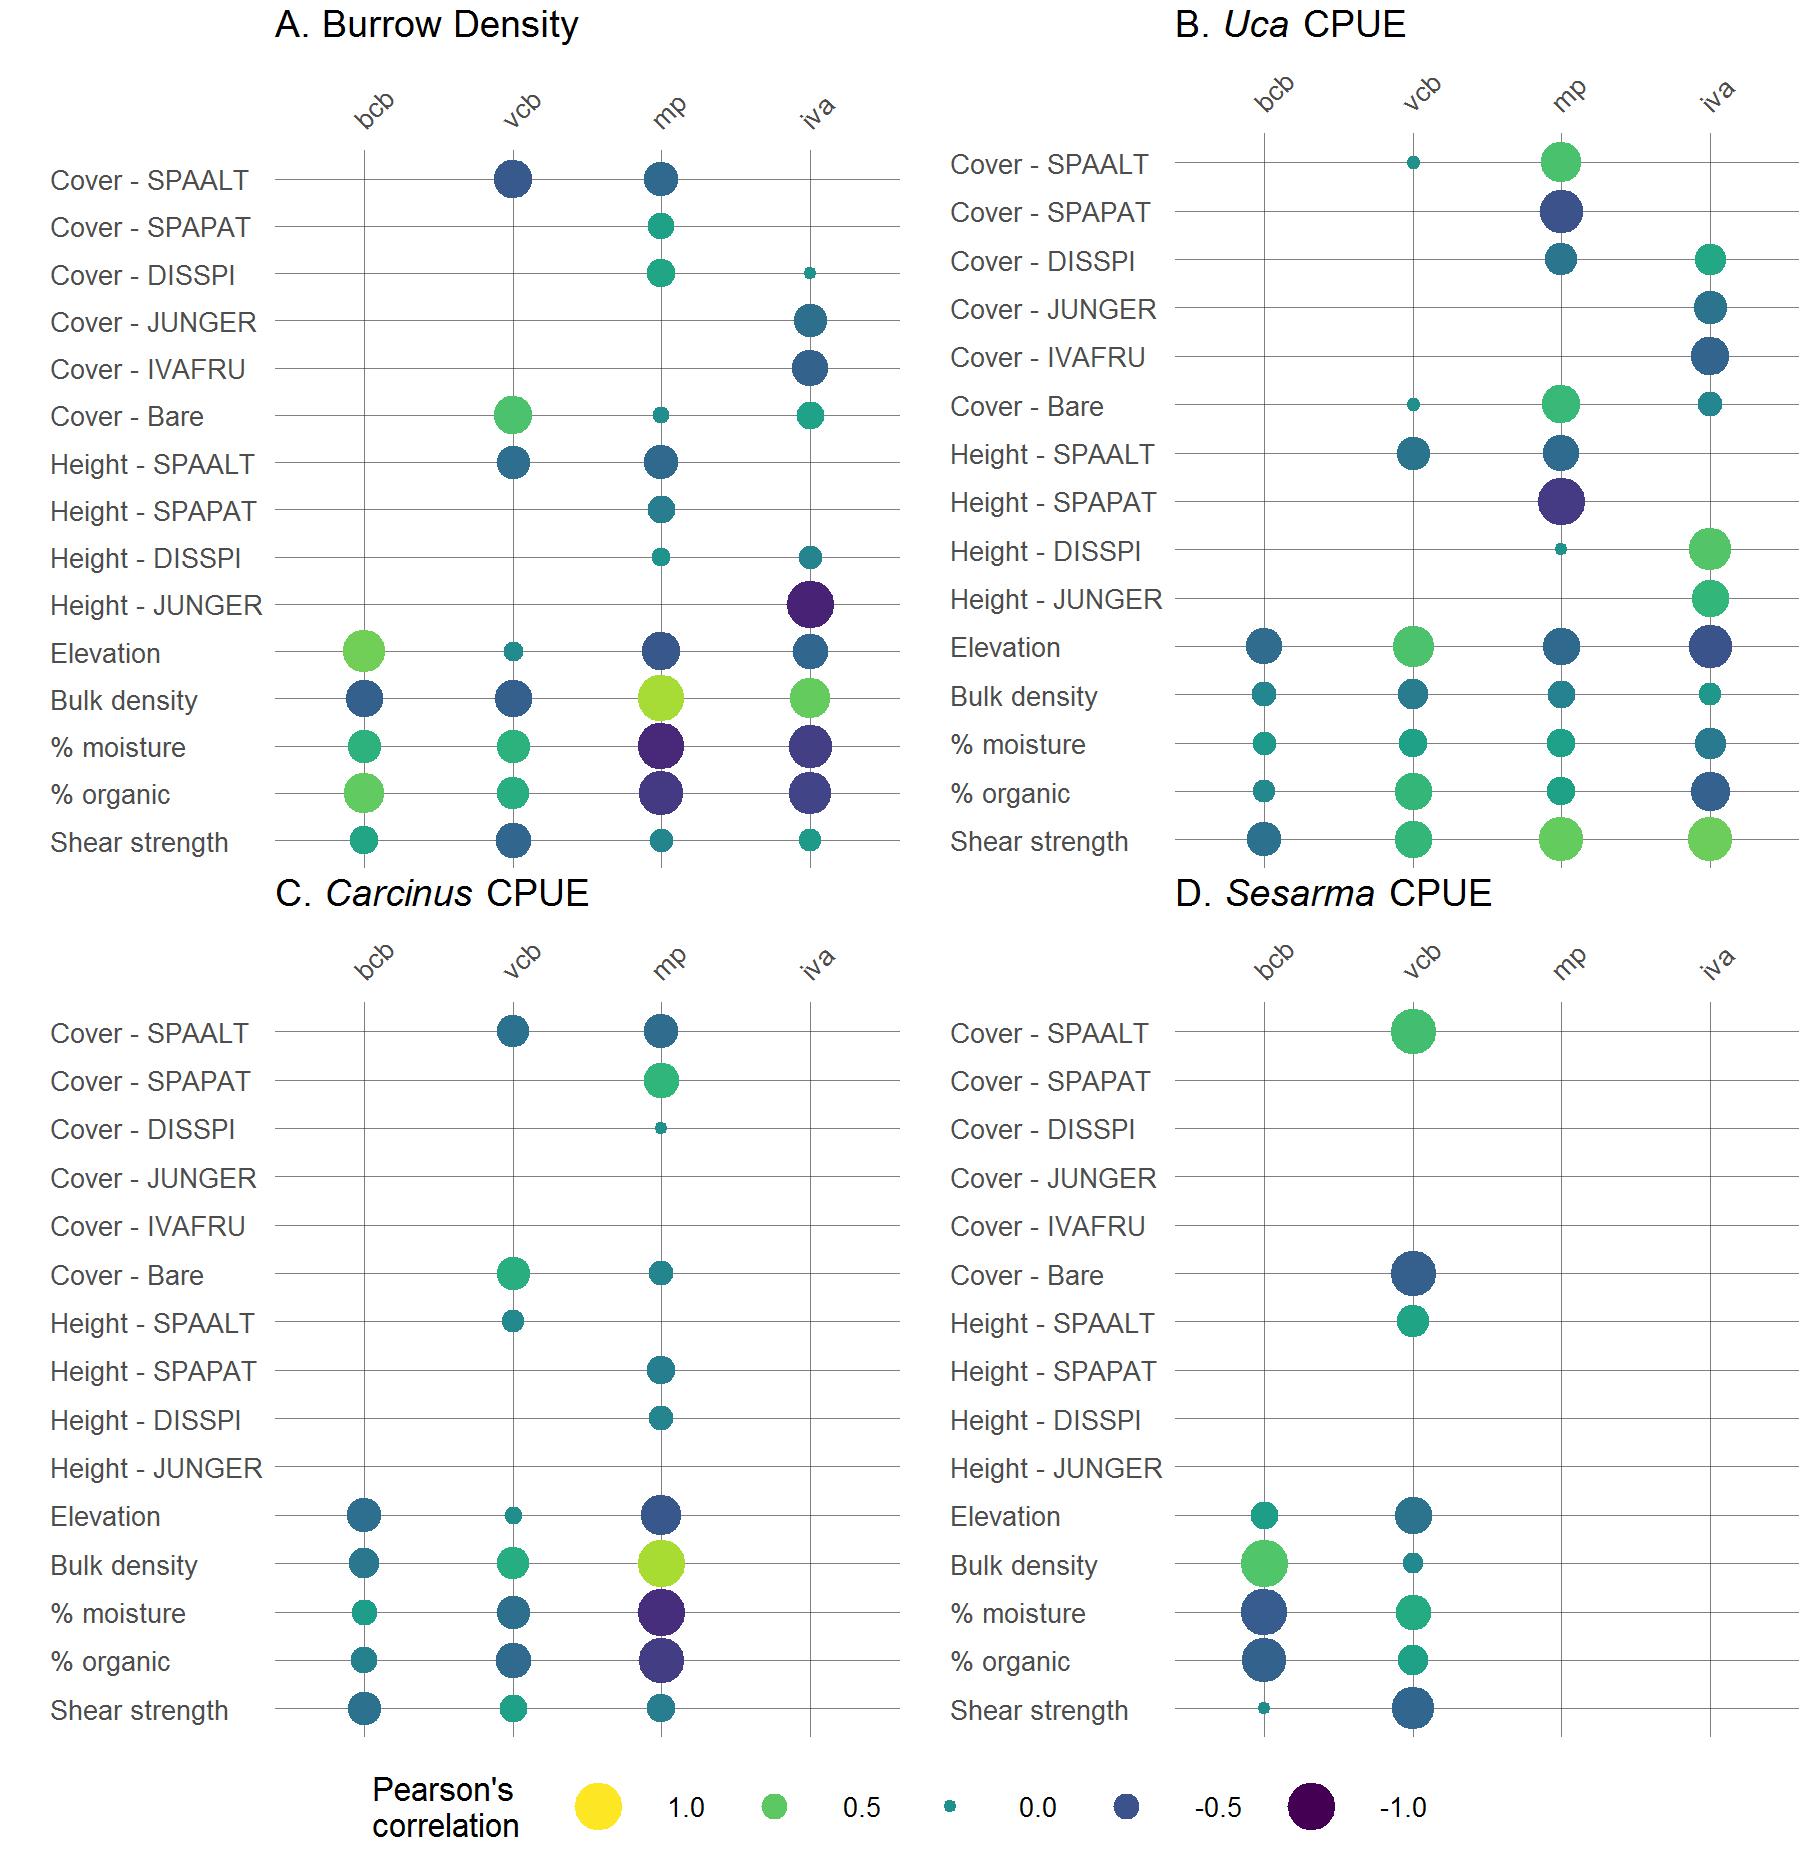 A. Burrow Density
bcb vcb mp iva
Cover - SPAALT
Cover - SPAPAT
Cover - DISSPI
Cover - JUNGER
Cover - IVAFRU
Cover - Bare
Height - SPAALT
Height - SPAPAT
Height - DISSPI
Height - JUNGER
Elevation
Bulk density
% moisture
% organic
Shear strength
B. Uca CPUE
bcb vcb mp iva
Cover - SPAALT
Cover - SPAPAT
Cover - DISSPI
Cover - JUNGER
Cover - IVAFRU
Cover - Bare
Height - SPAALT
Height - SPAPAT
Height - DISSPI
Height - JUNGER
Elevation
Bulk density
% moisture
% organic
Shear strength
C. Carcinus CPUE
bcb vcb mp iva
Cover - SPAALT
Cover - SPAPAT
Cover - DISSPI
Cover - JUNGER
Cover - IVAFRU
Cover - Bare
Height - SPAALT
Height - SPAPAT
Height - DISSPI
Height - JUNGER
Elevation
Bulk density
% moisture
% organic
Shear strength
D. Sesarma CPUE
bcb vcb mp iva
Cover - SPAALT
Cover - SPAPAT
Cover - DISSPI
Cover - JUNGER
Cover - IVAFRU
Cover - Bare
Height - SPAALT
Height - SPAPAT
Height - DISSPI
Height - JUNGER
Elevation
Bulk density
% moisture
% organic
Shear strength
Pearson's
correlation
1.0 0.5 0.0 -0.5 -1.0